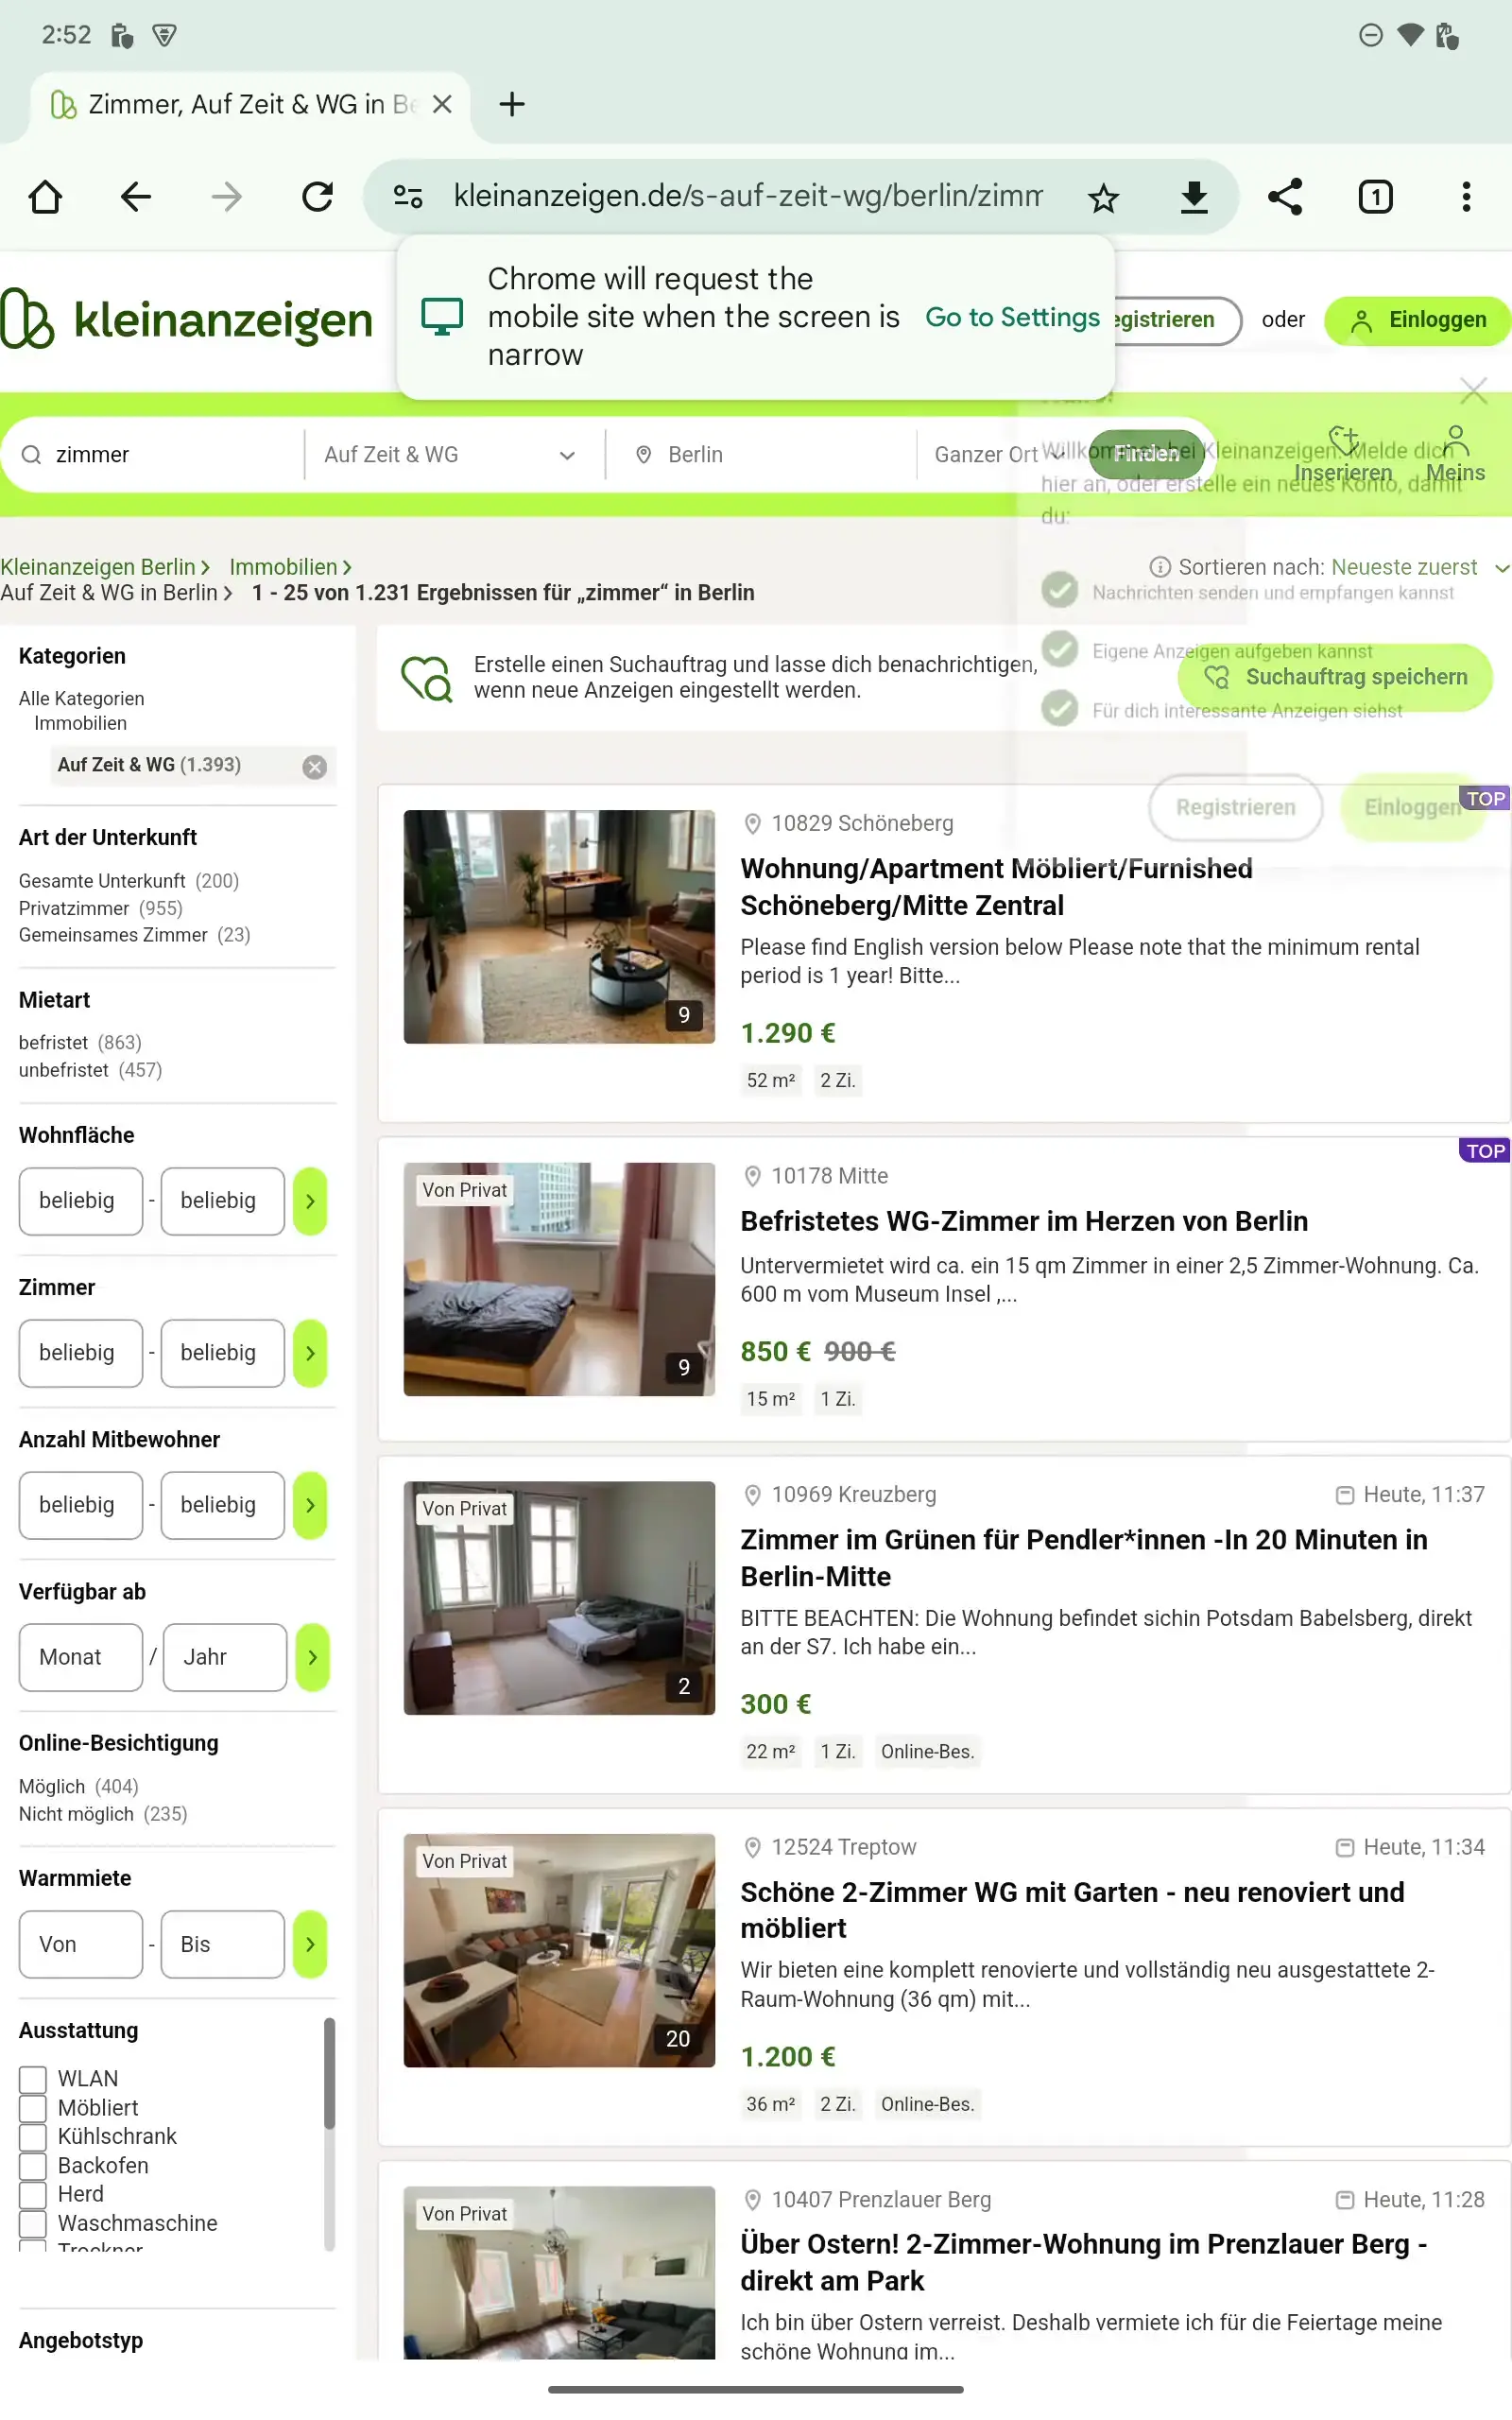 2:52
Zimmer, Auf Zeit & WG in Be
kleinanzeigen.de/s-auf-zeit-wg/berlin/zimm
1
Chrome will request the
mobile site when the screen is
narrow
Go to Settings
kleinanzeigen
egistrieren
oder
Einloggen
zimmer
Auf Zeit & WG
Berlin
Ganzer Ort
Finden
Inserieren
Meins
Willkommen bei Kleinanzeigen. Melde dich
hier an, oder erstelle ein neues Konto, damit
du:
Nachrichten senden und empfangen kannst
Eigene Anzeigen aufgeben kannst
Für dich interessante Anzeigen siehst
Registrieren
Einloggen
Kleinanzeigen Berlin
Immobilien
Auf Zeit & WG in Berlin
1 - 25 von 1.231 Ergebnissen für „zimmer“ in Berlin
Sortieren nach: Neueste zuerst
Kategorien
Alle Kategorien
Immobilien
Auf Zeit & WG (1.393)
Art der Unterkunft
Gesamte Unterkunft (200)
Privatzimmer (955)
Gemeinsames Zimmer (23)
Mietart
befristet (863)
unbefristet (457)
Wohnfläche
beliebig - beliebig
Zimmer
beliebig - beliebig
Anzahl Mitbewohner
beliebig - beliebig
Verfügbar ab
Monat / Jahr
Online-Besichtigung
Möglich (404)
Nicht möglich (235)
Warmmiete
Von - Bis
Ausstattung
WLAN
Möbliert
Kühlschrank
Backofen
Herd
Waschmaschine
Trockner
Angebotstyp
Erstelle einen Suchauftrag und lasse dich benachrichtigen,
wenn neue Anzeigen eingestellt werden.
Suchauftrag speichern
TOP
9
10829 Schöneberg
Wohnung/Apartment Möbliert/Furnished
Schöneberg/Mitte Zentral
Please find English version below Please note that the minimum rental
period is 1 year! Bitte...
1.290 €
52 m² 2 Zi.
TOP
Von Privat
9
10178 Mitte
Befristetes WG-Zimmer im Herzen von Berlin
Untervermietet wird ca. ein 15 qm Zimmer in einer 2,5 Zimmer-Wohnung. Ca.
600 m vom Museum Insel ,...
850 € 900 €
15 m² 1 Zi.
Von Privat
2
10969 Kreuzberg
Heute, 11:37
Zimmer im Grünen für Pendler*innen -In 20 Minuten in
Berlin-Mitte
BITTE BEACHTEN: Die Wohnung befindet sichin Potsdam Babelsberg, direkt
an der S7. Ich habe ein...
300 €
22 m² 1 Zi. Online-Bes.
Von Privat
20
12524 Treptow
Heute, 11:34
Schöne 2-Zimmer WG mit Garten - neu renoviert und
möbliert
Wir bieten eine komplett renovierte und vollständig neu ausgestattete 2-
Raum-Wohnung (36 qm) mit...
1.200 €
36 m² 2 Zi. Online-Bes.
Von Privat
10407 Prenzlauer Berg
Heute, 11:28
Über Ostern! 2-Zimmer-Wohnung im Prenzlauer Berg -
direkt am Park
Ich bin über Ostern verreist. Deshalb vermiete ich für die Feiertage meine
schöne Wohnung im...